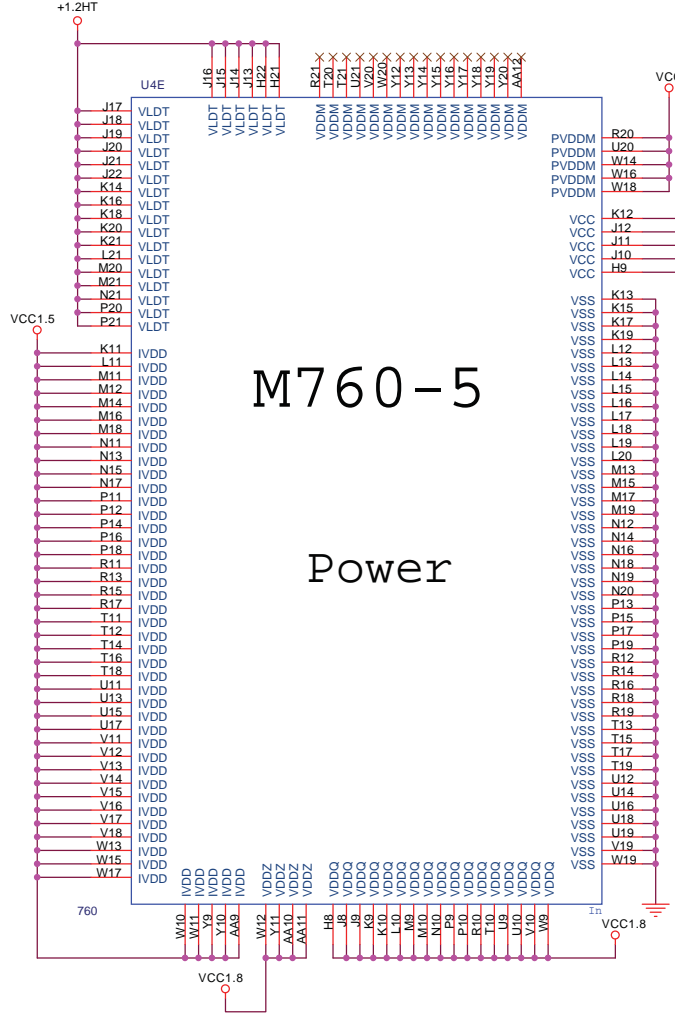 +1.2HT
J16 J15 J14 J13 H22 H21
R21 T20 T21 U21 V20 W20 Y12 Y13 Y14 Y15 Y16 Y17 Y18 Y19 Y20 AA12
U4E
VLDT VLDT VLDT VLDT VLDT VLDT
VDDM VDDM VDDM VDDM VDDM VDDM VDDM VDDM VDDM VDDM VDDM VDDM VDDM VDDM VDDM VDDM
J17 VLDT
J18 VLDT
J19 VLDT
J20 VLDT
J21 VLDT
J22 VLDT
K14 VLDT
K16 VLDT
K18 VLDT
K20 VLDT
K21 VLDT
L21 VLDT
M20 VLDT
M21 VLDT
N21 VLDT
P20 VLDT
P21 VLDT
VCC1.5
K11 IVDD
L11 IVDD
M11 IVDD
M12 IVDD
M14 IVDD
M16 IVDD
M18 IVDD
N11 IVDD
N13 IVDD
N15 IVDD
N17 IVDD
P11 IVDD
P12 IVDD
P14 IVDD
P16 IVDD
P18 IVDD
R11 IVDD
R13 IVDD
R15 IVDD
R17 IVDD
T11 IVDD
T12 IVDD
T14 IVDD
T16 IVDD
T18 IVDD
U11 IVDD
U13 IVDD
U15 IVDD
U17 IVDD
V11 IVDD
V12 IVDD
V13 IVDD
V14 IVDD
V15 IVDD
V16 IVDD
V17 IVDD
V18 IVDD
W13 IVDD
W15 IVDD
W17 IVDD
M760-5
Power
PVDDM R20
PVDDM U20
PVDDM W14
PVDDM W16
PVDDM W18
VCC K12
VCC J12
VCC J11
VCC J10
VCC H9
VSS K13
VSS K15
VSS K17
VSS K19
VSS L12
VSS L13
VSS L14
VSS L15
VSS L16
VSS L17
VSS L18
VSS L19
VSS L20
VSS M13
VSS M15
VSS M17
VSS M19
VSS N12
VSS N14
VSS N16
VSS N18
VSS N19
VSS N20
VSS P13
VSS P15
VSS P17
VSS P19
VSS R12
VSS R14
VSS R16
VSS R18
VSS R19
VSS T13
VSS T15
VSS T17
VSS T19
VSS U12
VSS U14
VSS U16
VSS U18
VSS U19
VSS V19
VSS W19
IVDD IVDD IVDD IVDD IVDD
VDDZ VDDZ VDDZ VDDZ
VDDQ VDDQ VDDQ VDDQ VDDQ VDDQ VDDQ VDDQ VDDQ VDDQ VDDQ VDDQ VDDQ VDDQ VDDQ VDDQ VDDQ
760
In
W10 W11 Y9 Y10 AA9
W12 Y11 AA10 AA11
H8 J8 J9 K9 K10 L10 M9 M10 N10 P9 P10 R10 T10 U9 U10 V10 W9
VCC1.8
VCC1.8